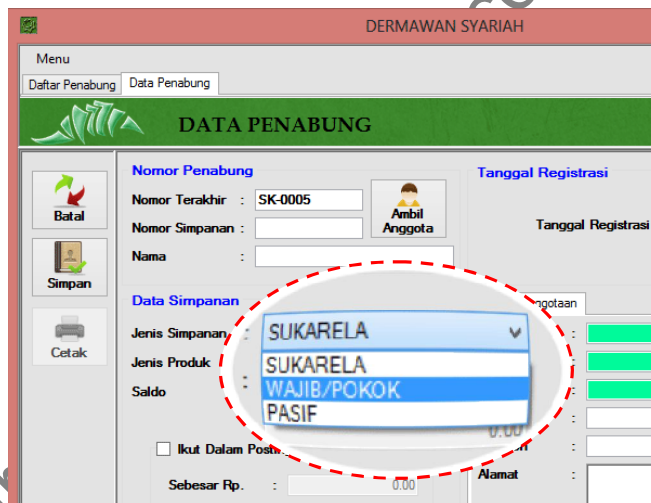 DERMAWAN SYARIAH
Menu
Daftar Penabung Data Penabung
DATA PENABUNG
Batal
Simpan
Cetak
Nomor Penabung
Nomor Terakhir : SK-0005
Nomor Simpanan :
Nama :
Ambil
Anggota
Tanggal Registrasi
Tanggal Registrasi
Data Simpanan
Jenis Simpanan : SUKARELA
Jenis Produk
Saldo :
SUKARELA
WAJIB/POKOK
PASIF
0.00
Ikut Dalam
Sebesar Rp. : 0.00
:
:
:
:
:
Alamat :